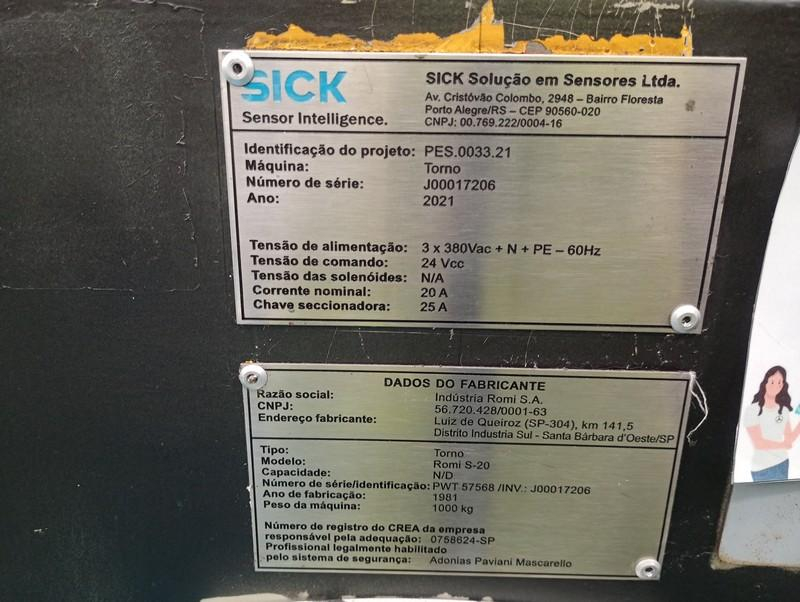 SICK
Sensor Intelligence.
SICK Solução em Sensores Ltda.
Av. Cristóvão Colombo, 2948 – Bairro Floresta
Porto Alegre/RS – CEP 90560-020
CNPJ: 00.769.222/0004-16
Identificação do projeto: PES.0033.21
Máquina: Torno
Número de série: J00017206
Ano: 2021
Tensão de alimentação: 3 x 380Vac + N + PE – 60Hz
Tensão de comando: 24 Vcc
Tensão das solenóides: N/A
Corrente nominal: 20 A
Chave seccionadora: 25 A
DADOS DO FABRICANTE
Razão social: Indústria Romi S.A.
CNPJ: 56.720.428/0001-63
Endereço fabricante: Luiz de Queiroz (SP-304), km 141,5
Distrito Industria Sul - Santa Bárbara d'Oeste/SP
Tipo: Torno
Modelo: Romi S-20
Capacidade: N/D
Número de série/identificação: PWT 57568 /INV.: J00017206
Ano de fabricação: 1981
Peso da máquina: 1000 kg
Número de registro do CREA da empresa
responsável pela adequação: 0758624-SP
Profissional legalmente habilitado
pelo sistema de segurança: Adonias Paviani Mascarello